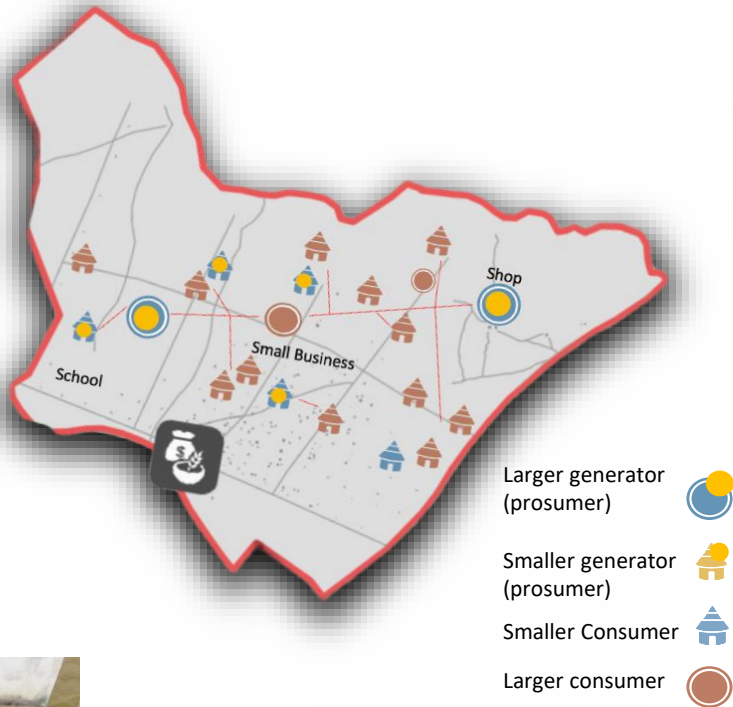 Shop
Small Business
School
$
Larger generator
(prosumer)
Smaller generator
(prosumer)
Smaller Consumer
Larger consumer